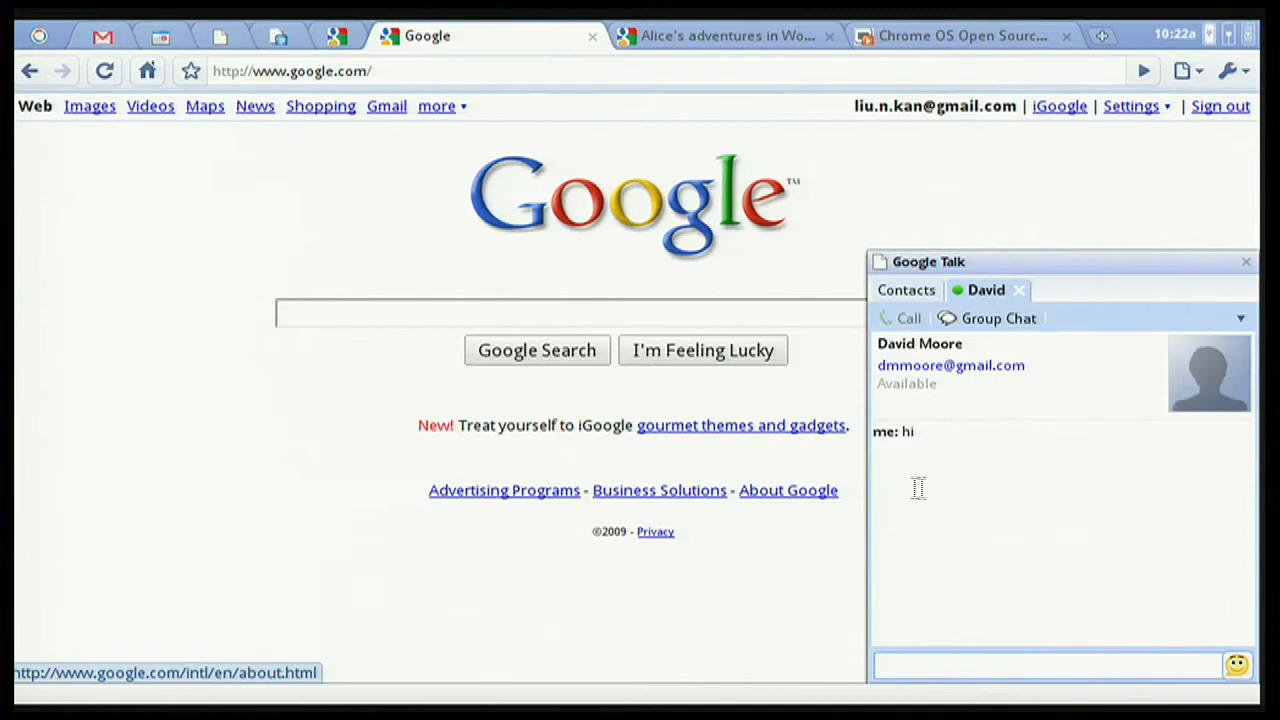 Google
Alice's adventures in Wo...
Chrome OS Open Sourc...
10:22a
http://www.google.com/
Web Images Videos Maps News Shopping Gmail more
liu.n.kan@gmail.com | iGoogle | Settings | Sign out
Google™
Google Search
I'm Feeling Lucky
New! Treat yourself to iGoogle gourmet themes and gadgets.
Advertising Programs - Business Solutions - About Google
©2009 - Privacy
Google Talk
Contacts
David
Call
Group Chat
David Moore
dmmoore@gmail.com
Available
me: hi
http://www.google.com/intl/en/about.html